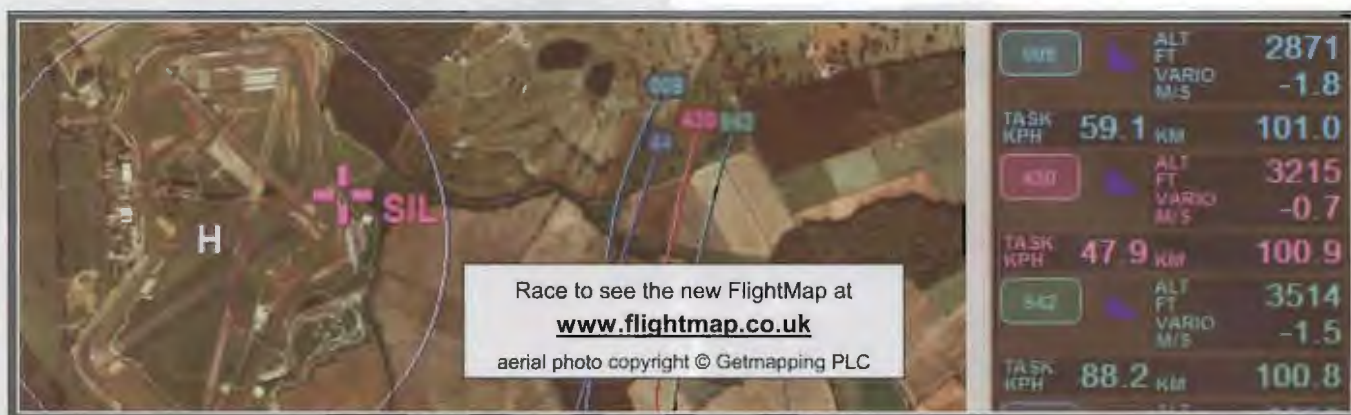 009
430 842
44
SIL
H
Race to see the new FlightMap at
www.flightmap.co.uk
aerial photo copyright © Getmapping PLC
ALT FT 2871
VARIO M/S -1.8
TASK KPH 59.1 KM 101.0
430 ALT FT 3215
VARIO M/S -0.7
TASK KPH 47.9 KM 100.9
842 ALT FT 3514
VARIO M/S -1.5
TASK KPH 88.2 KM 100.8